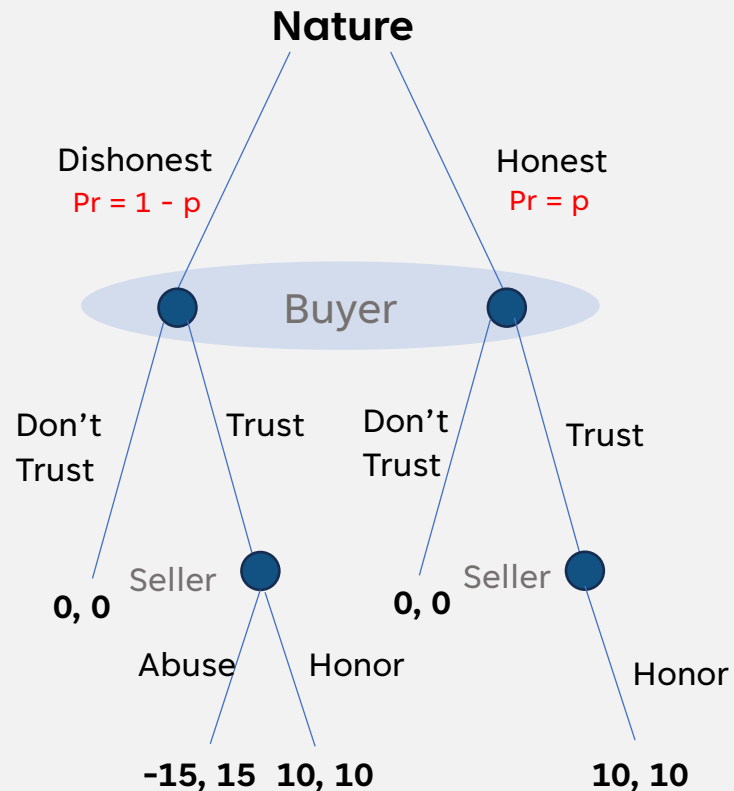 Nature
Dishonest
Honest
Pr = 1 - p
Pr = p
Buyer
Don't
Trust
Trust
Don't
Trust
Trust
Seller
Seller
0, 0
0, 0
Abuse
Honor
Honor
-15, 15
10, 10
10, 10